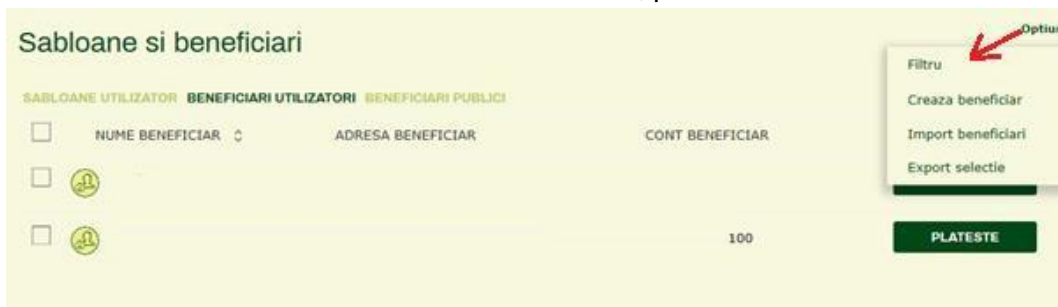 Sabloane si beneficiari
Optiun
Filtru
SABLOANE UTILIZATOR BENEFICIARI UTILIZATORI BENEFICIARI PUBLICI
Creaza beneficiar
NUME BENEFICIAR ADRESA BENEFICIAR CONT BENEFICIAR
Import beneficiari
Export selectie
100 PLATESTE